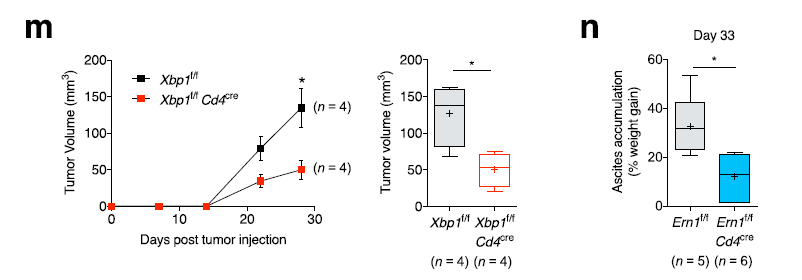 m
Tumor Volume (mm³)
200
150
100
50
0
0
10
20
30
Days post tumor injection
Xbp1f/f
Xbp1f/f Cd4cre
*
(n = 4)
(n = 4)
Tumor volume (mm³)
200
150
100
50
0
*
Xbp1f/f
Xbp1f/f
Cd4cre
(n = 4) (n = 4)
n
Day 33
Ascites accumulation
(% weight gain)
60
40
20
0
*
Ern1f/f
Ern1f/f
Cd4cre
(n = 5) (n = 6)